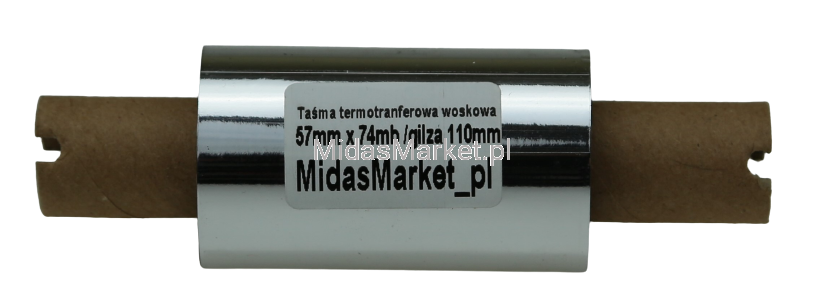 Taśma termotranferowa woskowa
57mm x 74mb /gilza 110mm
MidasMarket.pl
MidasMarket_pl